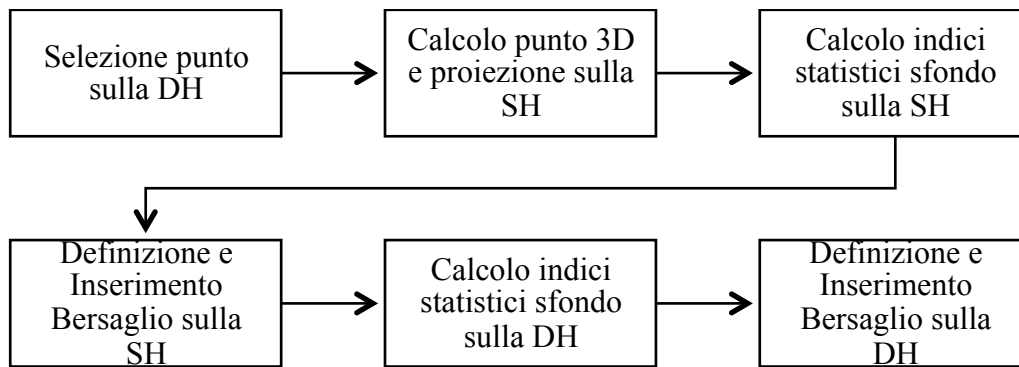 Selezione punto
sulla DH
Calcolo punto 3D
e proiezione sulla
SH
Calcolo indici
statistici sfondo
sulla SH
Definizione e
Inserimento
Bersaglio sulla
SH
Calcolo indici
statistici sfondo
sulla DH
Definizione e
Inserimento
Bersaglio sulla
DH